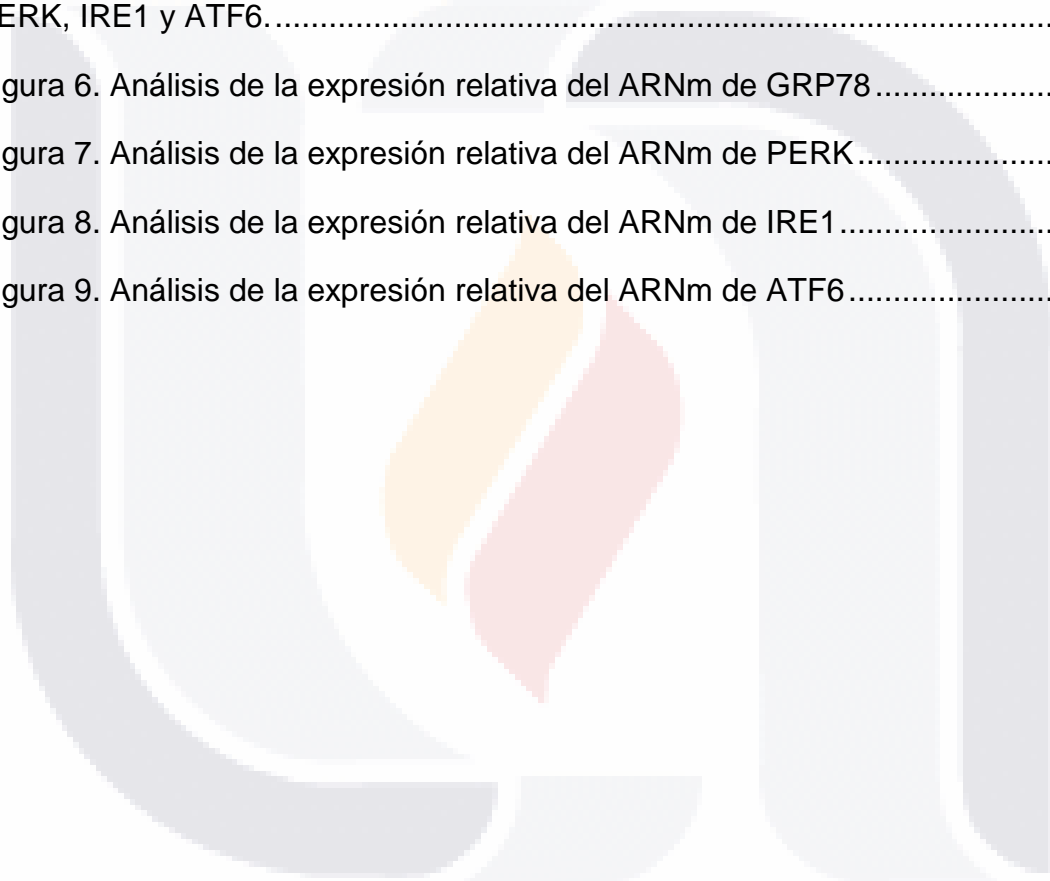 ERK, IRE1 y ATF6.......................................................................................
gura 6. Análisis de la expresión relativa del ARNm de GRP78....................
gura 7. Análisis de la expresión relativa del ARNm de PERK......................
gura 8. Análisis de la expresión relativa del ARNm de IRE1........................
gura 9. Análisis de la expresión relativa del ARNm de ATF6.......................